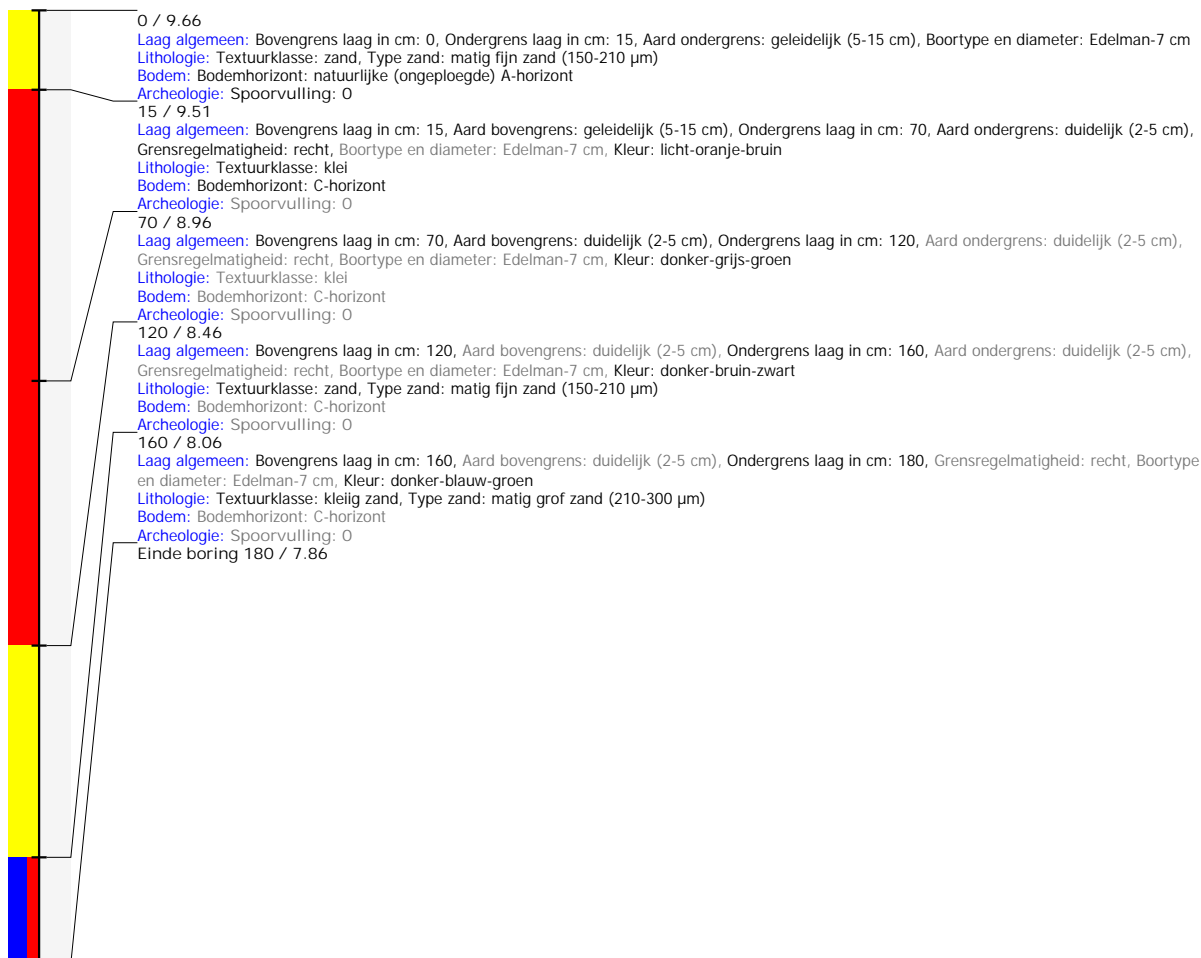 0 / 9.66
Laag algemeen: Bovengrens laag in cm: 0, Ondergrens laag in cm: 15, Aard ondergrens: geleidelijk (5-15 cm), Boortype en diameter: Edelman-7 cm
Lithologie: Textuurklasse: zand, Type zand: matig fijn zand (150-210 µm)
Bodem: Bodemhorizont: natuurlijke (ongeploegde) A-horizont
Archeologie: Spoorvulling: 0
15 / 9.51
Laag algemeen: Bovengrens laag in cm: 15, Aard bovengrens: geleidelijk (5-15 cm), Ondergrens laag in cm: 70, Aard ondergrens: duidelijk (2-5 cm),
Grensregelmatigheid: recht, Boortype en diameter: Edelman-7 cm, Kleur: licht-oranje-bruin
Lithologie: Textuurklasse: klei
Bodem: Bodemhorizont: C-horizont
Archeologie: Spoorvulling: 0
70 / 8.96
Laag algemeen: Bovengrens laag in cm: 70, Aard bovengrens: duidelijk (2-5 cm), Ondergrens laag in cm: 120, Aard ondergrens: duidelijk (2-5 cm),
Grensregelmatigheid: recht, Boortype en diameter: Edelman-7 cm, Kleur: donker-grijs-groen
Lithologie: Textuurklasse: klei
Bodem: Bodemhorizont: C-horizont
Archeologie: Spoorvulling: 0
120 / 8.46
Laag algemeen: Bovengrens laag in cm: 120, Aard bovengrens: duidelijk (2-5 cm), Ondergrens laag in cm: 160, Aard ondergrens: duidelijk (2-5 cm),
Grensregelmatigheid: recht, Boortype en diameter: Edelman-7 cm, Kleur: donker-bruin-zwart
Lithologie: Textuurklasse: zand, Type zand: matig fijn zand (150-210 µm)
Bodem: Bodemhorizont: C-horizont
Archeologie: Spoorvulling: 0
160 / 8.06
Laag algemeen: Bovengrens laag in cm: 160, Aard bovengrens: duidelijk (2-5 cm), Ondergrens laag in cm: 180, Grensregelmatigheid: recht, Boortype
en diameter: Edelman-7 cm, Kleur: donker-blauw-groen
Lithologie: Textuurklasse: kleiig zand, Type zand: matig grof zand (210-300 µm)
Bodem: Bodemhorizont: C-horizont
Archeologie: Spoorvulling: 0
Einde boring 180 / 7.86